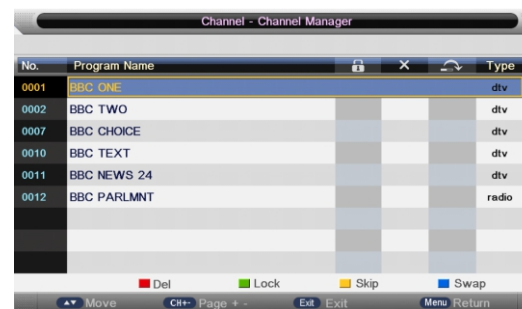 Channel - Channel Manager
No. Program Name Type
0001 BBC ONE dtv
0002 BBC TWO dtv
0007 BBC CHOICE dtv
0010 BBC TEXT dtv
0011 BBC NEWS 24 dtv
0012 BBC PARLMNT radio
Del Lock Skip Swap
Move CH+- Page + - Exit Exit Menu Return